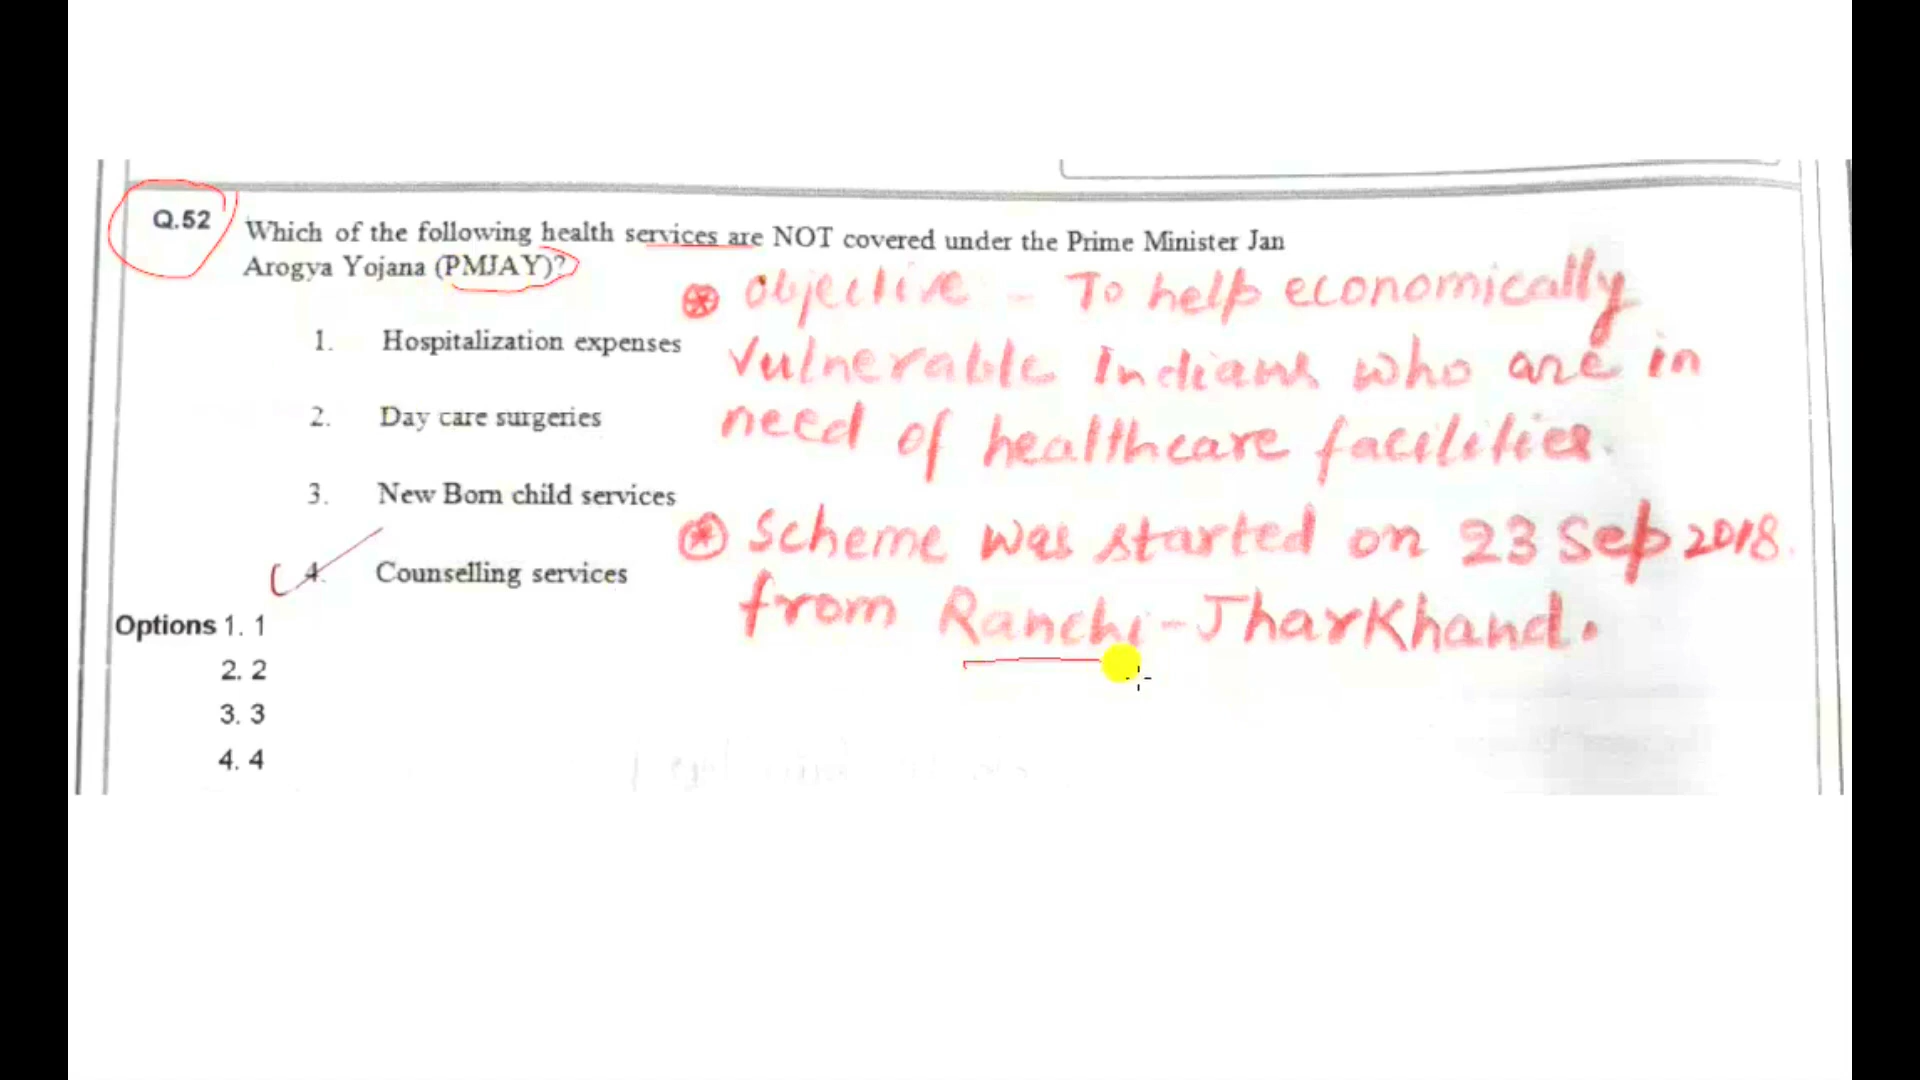 Q.52
Which of the following health services are NOT covered under the Prime Minister Jan
Arogya Yojana (PMJAY)?
1. Hospitalization expenses
2. Day care surgeries
3. New Born child services
4. Counselling services
Options 1. 1
2. 2
3. 3
4. 4
Objective - To help economically
vulnerable Indians who are in
need of healthcare facilities.
Scheme was started on 23 Sep 2018.
from Ranchi-Jharkhand.